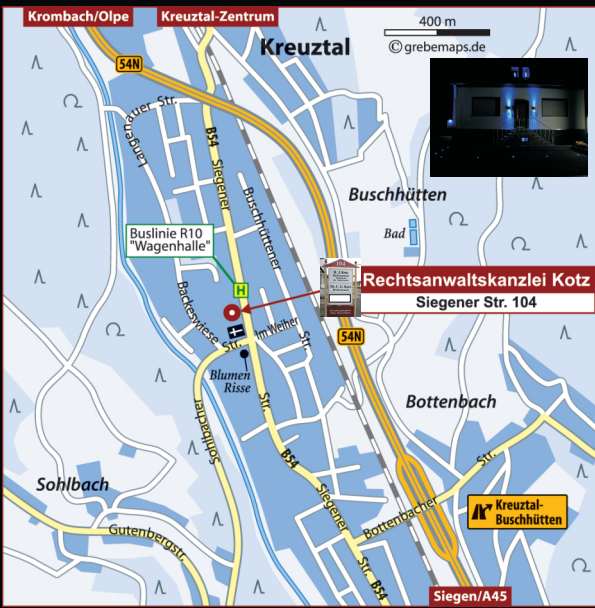 Krombach/Olpe
Kreuztal-Zentrum
400 m
© grebemaps.de
Kreuztal
54N
Langenauer Str.
B54
Siegener
Buschhüttener
Buschhütten
Bad
Buslinie R10
"Wagenhalle"
H
104
Rechtsanwaltskanzlei Kotz
Siegener Str. 104
Backeswiese
Str.
Im Weiher
Str.
54N
Blumen
Risse
Sohlbacher
Str.
Bottenbach
B54
Siegener
Str.
B54
Bottenbacher
Str.
Sohlbach
Gutenbergstr.
Kreuztal-
Buschhütten
Siegen/A45